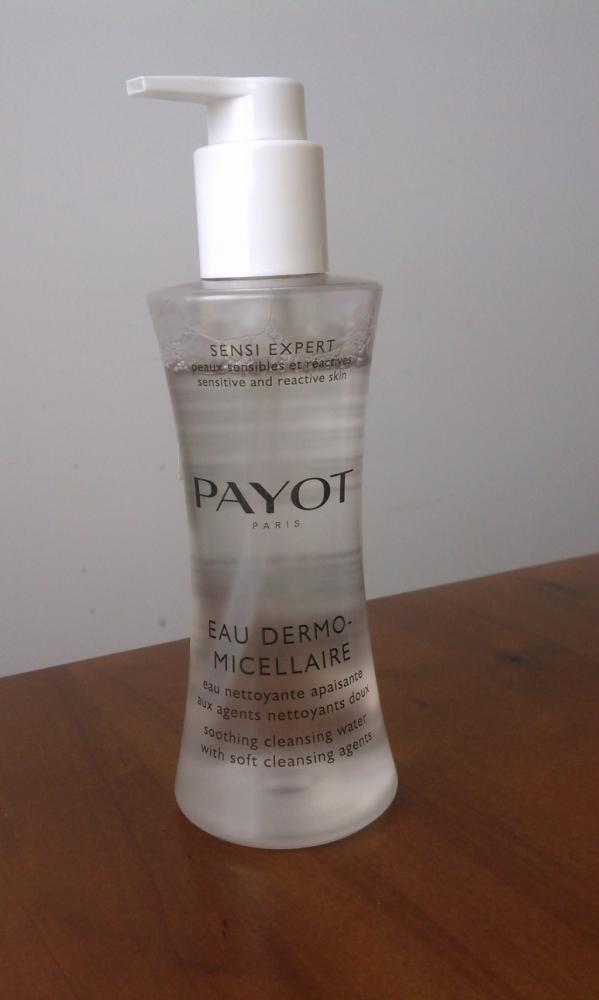 SENSI EXPERT
peaux sensibles et réactives
sensitive and reactive skin
PAYOT
PARIS
EAU DERMO-
MICELLAIRE
eau nettoyante apaisante
aux agents nettoyants doux
soothing cleansing water
with soft cleansing agents